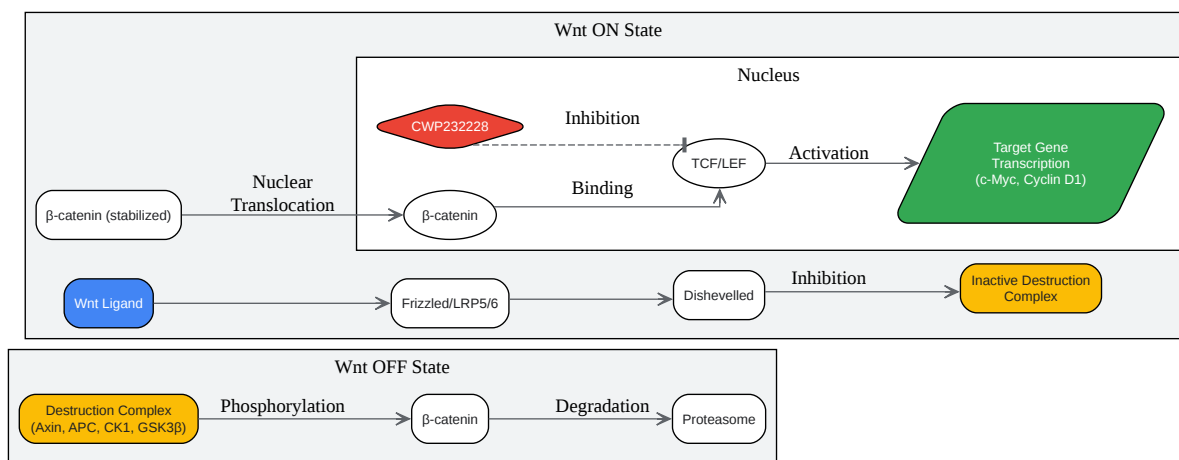 Wnt ON State
Nucleus
CWP232228
Inhibition
TCF/LEF
Activation
Target Gene
Transcription
(c-Myc, Cyclin D1)
Nuclear
Translocation
Binding
β-catenin (stabilized)
β-catenin
Wnt Ligand
Frizzled/LRP5/6
Dishevelled
Inhibition
Inactive Destruction
Complex
Wnt OFF State
Destruction Complex
(Axin, APC, CK1, GSK3β)
Phosphorylation
β-catenin
Degradation
Proteasome